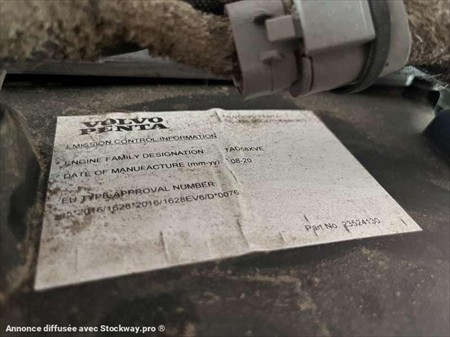 VOLVO
PENTA
EMISSION CONTROL INFORMATION
ENGINE FAMILY DESIGNATION
DATE OF MANUFACTURE (mm-yy) 08-20
EU TYPE APPROVAL NUMBER
Part No 23524130
Annonce diffusée avec Stockway.pro ®